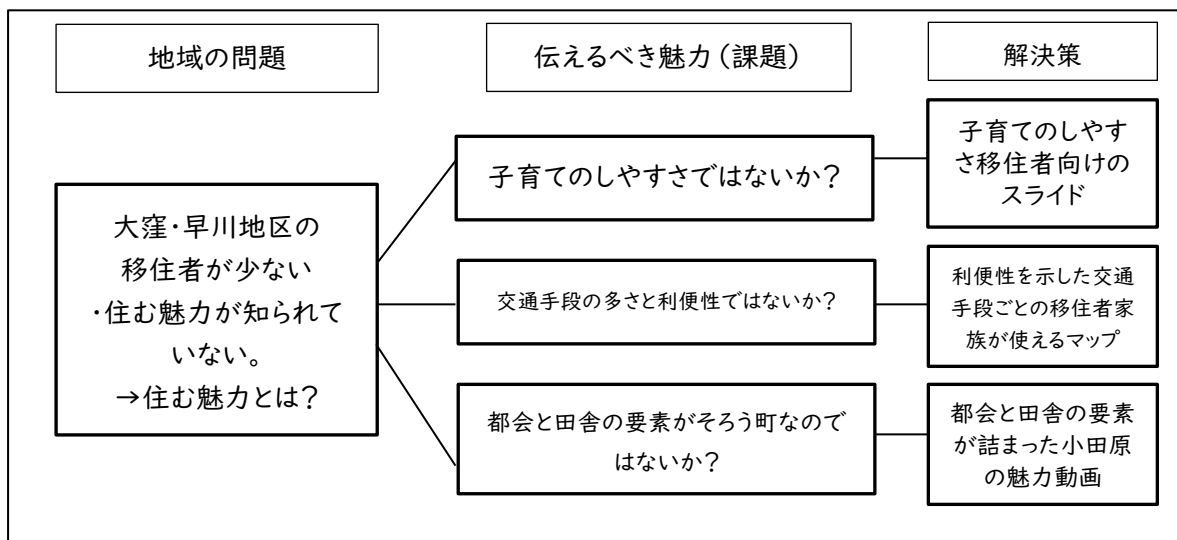 地域の問題
伝えるべき魅力（課題）
解決策
大窪・早川地区の
移住者が少ない
・住む魅力が知られて
いない。
→住む魅力とは？
子育てのしやすさではないか？
子育てのしやす
さ移住者向けの
スライド
交通手段の多さと利便性ではないか？
利便性を示した交通
手段ごとの移住者家
族が使えるマップ
都会と田舎の要素がそろう町なので
はないか？
都会と田舎の要素
が詰まった小田原
の魅力動画